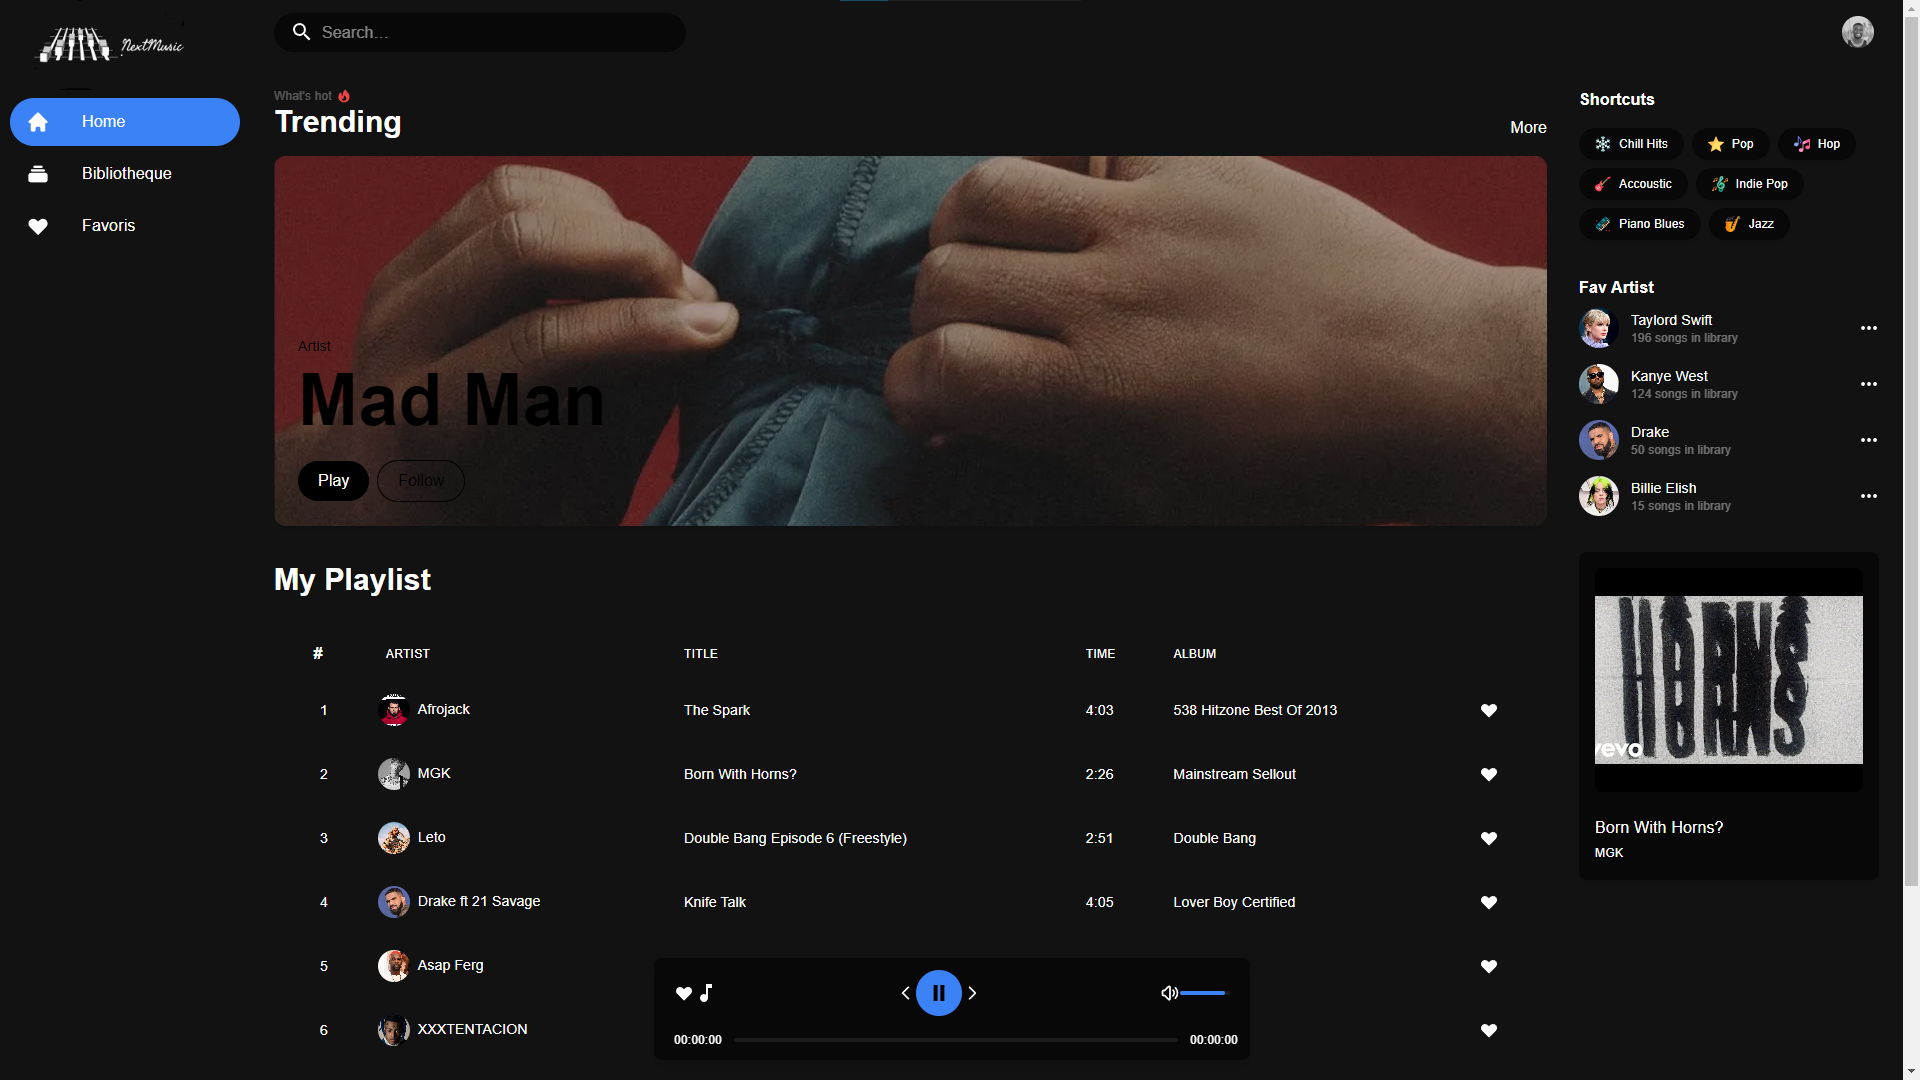 NextMusic
Search...
Home
Bibliotheque
Favoris
What's hot
Trending
More
Artist
Mad Man
Play
Follow
My Playlist
# ARTIST TITLE TIME ALBUM
1 Afrojack The Spark 4:03 538 Hitzone Best Of 2013
2 MGK Born With Horns? 2:26 Mainstream Sellout
3 Leto Double Bang Episode 6 (Freestyle) 2:51 Double Bang
4 Drake ft 21 Savage Knife Talk 4:05 Lover Boy Certified
5 Asap Ferg
6 XXXTENTACION
00:00:00 00:00:00
Shortcuts
Chill Hits Pop Hop
Accoustic Indie Pop
Piano Blues Jazz
Fav Artist
Taylord Swift
196 songs in library
Kanye West
124 songs in library
Drake
50 songs in library
Billie Elish
15 songs in library
HORNS
vevo
Born With Horns?
MGK